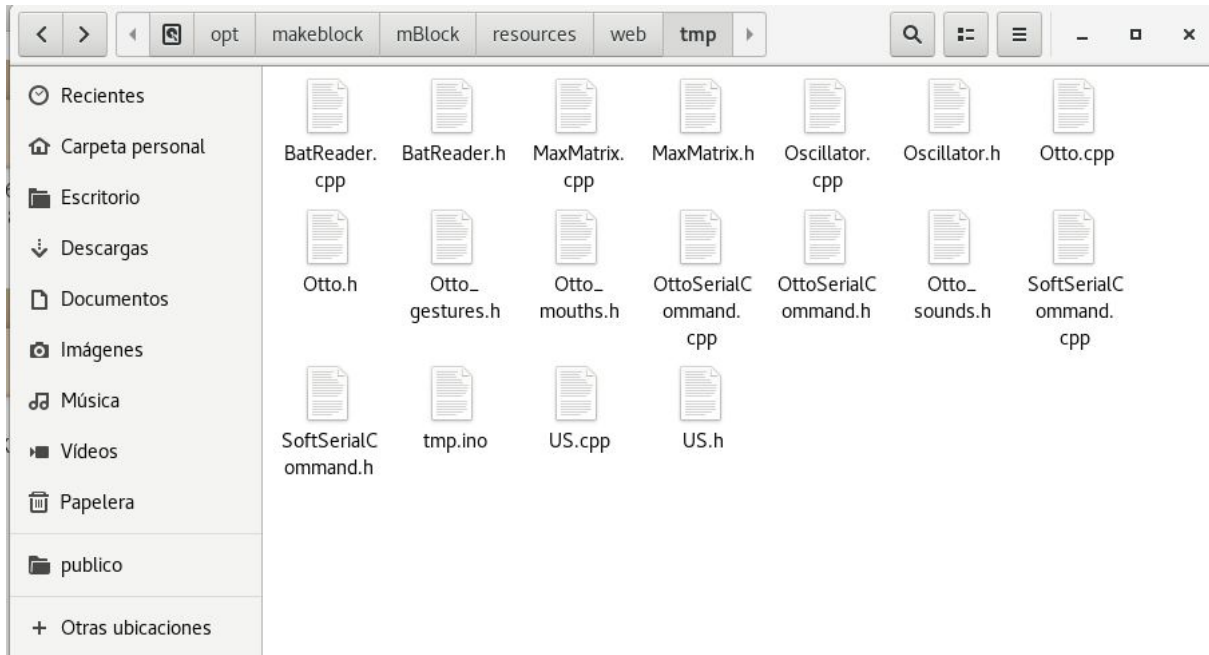 opt makeblock mBlock resources web tmp
Recientes
Carpeta personal
Escritorio
Descargas
Documentos
Imágenes
Música
Vídeos
Papelera
publico
+ Otras ubicaciones
BatReader.
cpp
BatReader.h
MaxMatrix.
cpp
MaxMatrix.h
Oscillator.
cpp
Oscillator.h
Otto.cpp
Otto.h
Otto_
gestures.h
Otto_
mouths.h
OttoSerialC
ommand.
cpp
OttoSerialC
ommand.h
Otto_
sounds.h
SoftSerialC
ommand.
cpp
SoftSerialC
ommand.h
tmp.ino
US.cpp
US.h